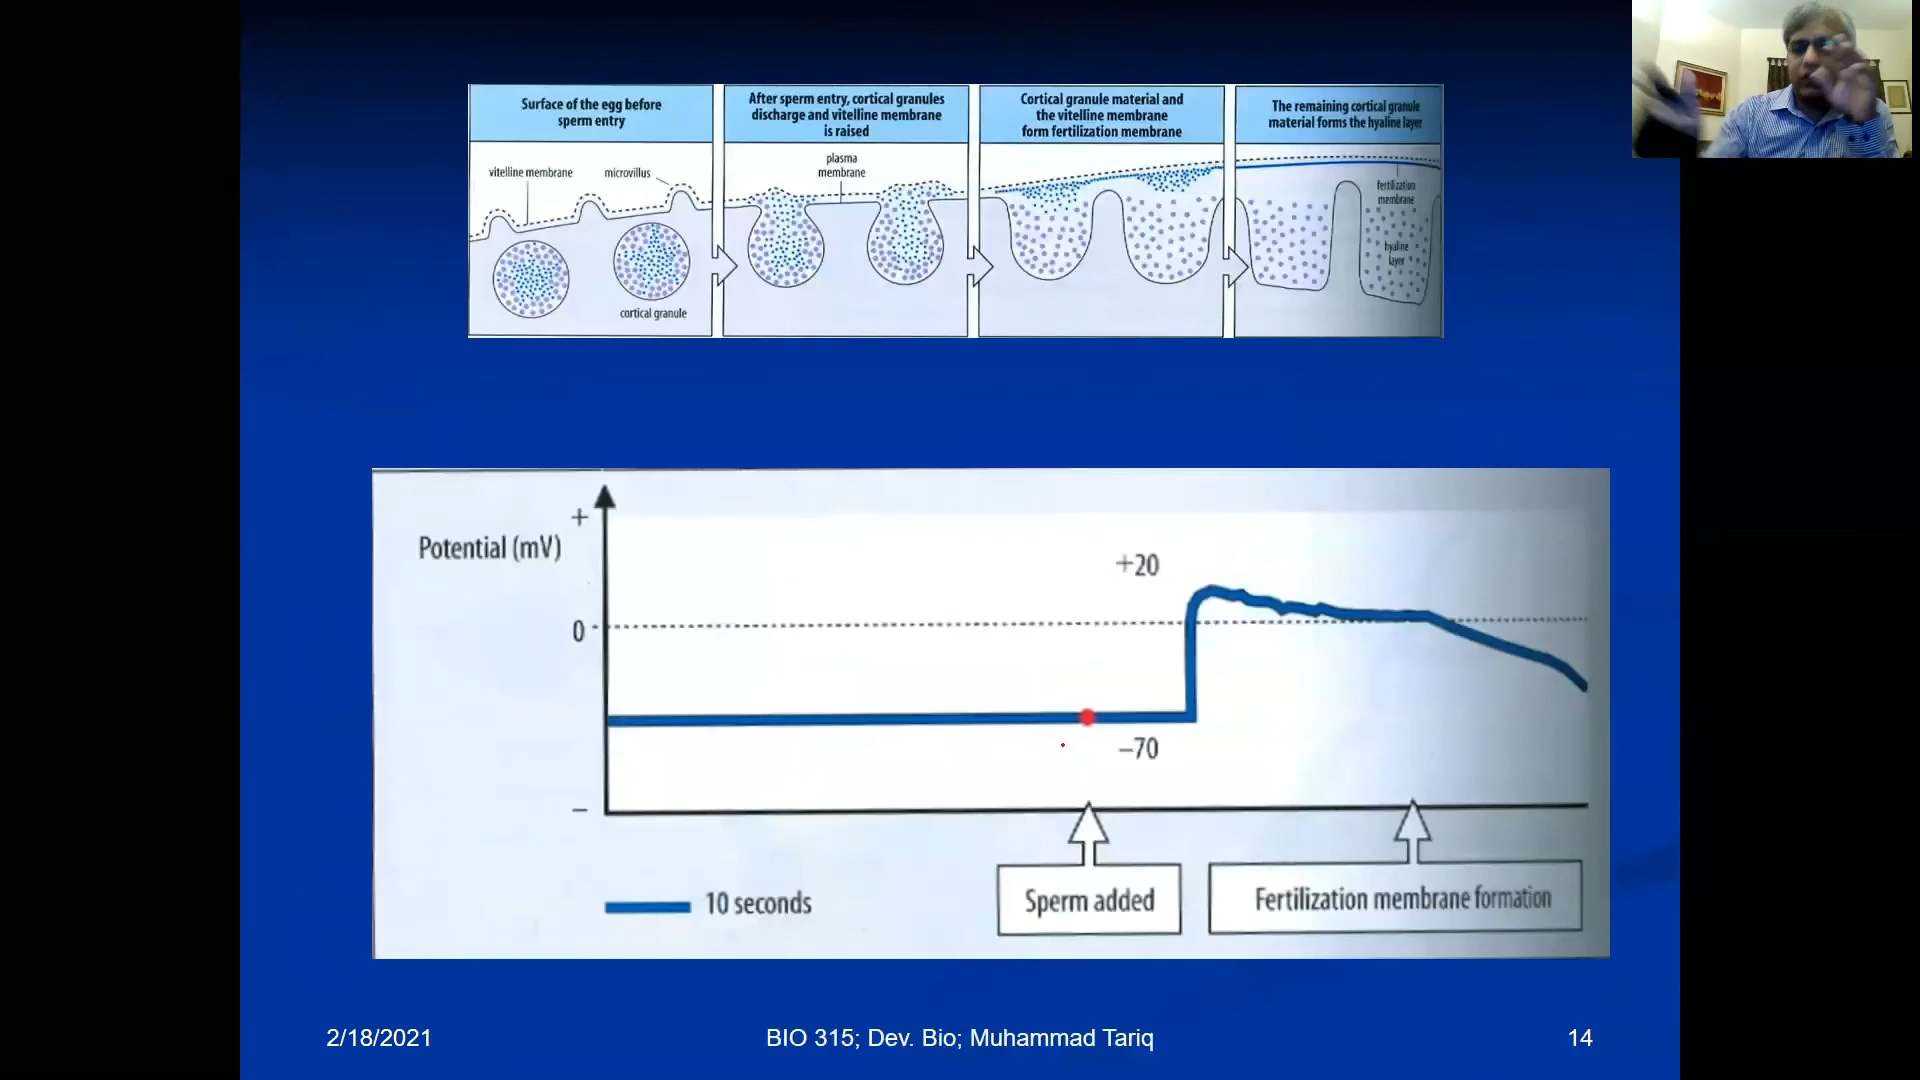 Surface of the egg before
sperm entry
After sperm entry, cortical granules
discharge and vitelline membrane
is raised
Cortical granule material and
the vitelline membrane
form fertilization membrane
The remaining cortical granule
material forms the hyaline layer
vitelline membrane
microvillus
cortical granule
plasma
membrane
fertilization
membrane
hyaline
layer
+
Potential (mV)
0
–
+20
–70
10 seconds
Sperm added
Fertilization membrane formation
2/18/2021
BIO 315; Dev. Bio; Muhammad Tariq
14